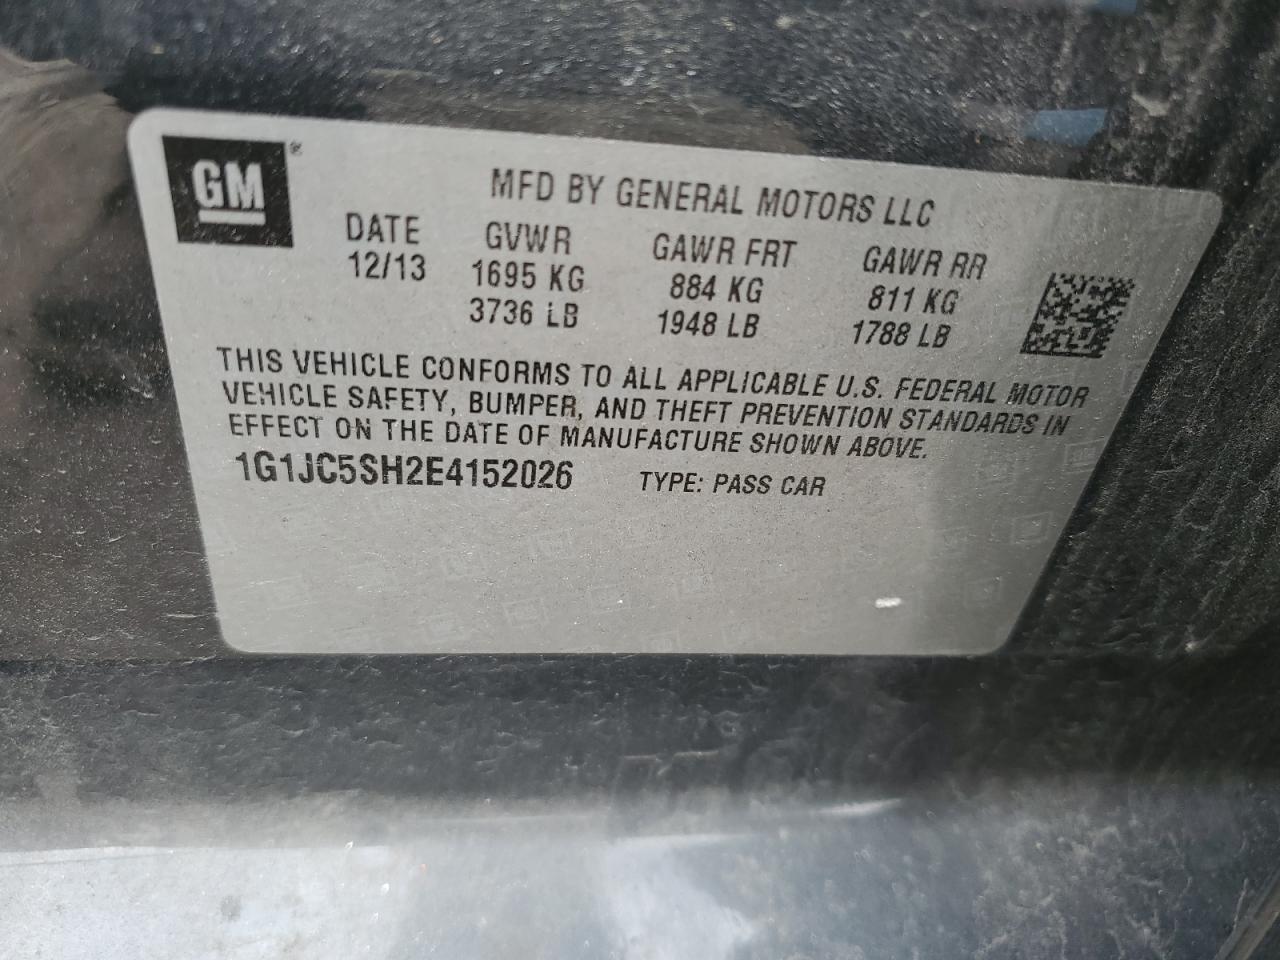 GM®
MFD BY GENERAL MOTORS LLC
DATE GVWR GAWR FRT GAWR RR
12/13 1695 KG 884 KG 811 KG
3736 LB 1948 LB 1788 LB
THIS VEHICLE CONFORMS TO ALL APPLICABLE U.S. FEDERAL MOTOR
VEHICLE SAFETY, BUMPER, AND THEFT PREVENTION STANDARDS IN
EFFECT ON THE DATE OF MANUFACTURE SHOWN ABOVE.
1G1JC5SH2E4152026 TYPE: PASS CAR